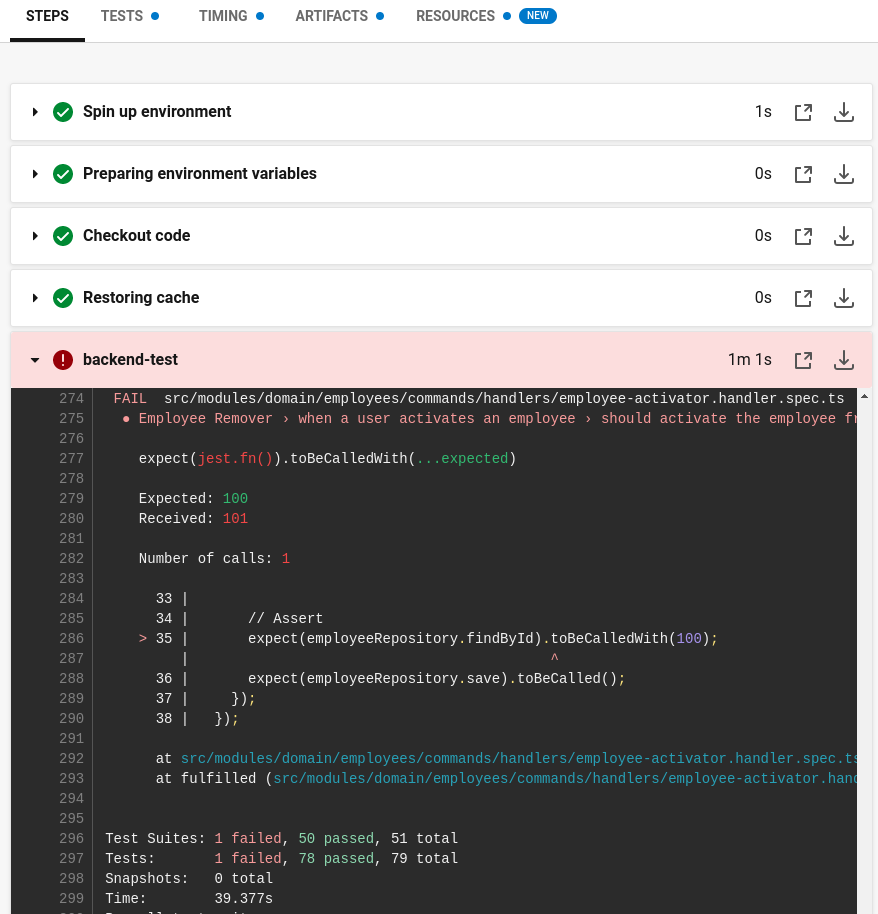 STEPS TESTS TIMING ARTIFACTS RESOURCES NEW
Spin up environment 1s
Preparing environment variables 0s
Checkout code 0s
Restoring cache 0s
backend-test 1m 1s
274 FAIL src/modules/domain/employees/commands/handlers/employee-activator.handler.spec.ts
275 ● Employee Remover › when a user activates an employee › should activate the employee
276
277 expect(jest.fn()).toBeCalledWith(...expected)
278
279 Expected: 100
280 Received: 101
281
282 Number of calls: 1
283
284 33 |
285 34 | // Assert
286 > 35 | expect(employeeRepository.findById).toBeCalledWith(100);
287 | ^
288 36 | expect(employeeRepository.save).toBeCalled();
289 37 | });
290 38 | });
291
292 at src/modules/domain/employees/commands/handlers/employee-activator.handler.spec.ts
293 at fulfilled (src/modules/domain/employees/commands/handlers/employee-activator.hand
294
295
296 Test Suites: 1 failed, 50 passed, 51 total
297 Tests: 1 failed, 78 passed, 79 total
298 Snapshots: 0 total
299 Time: 39.377s